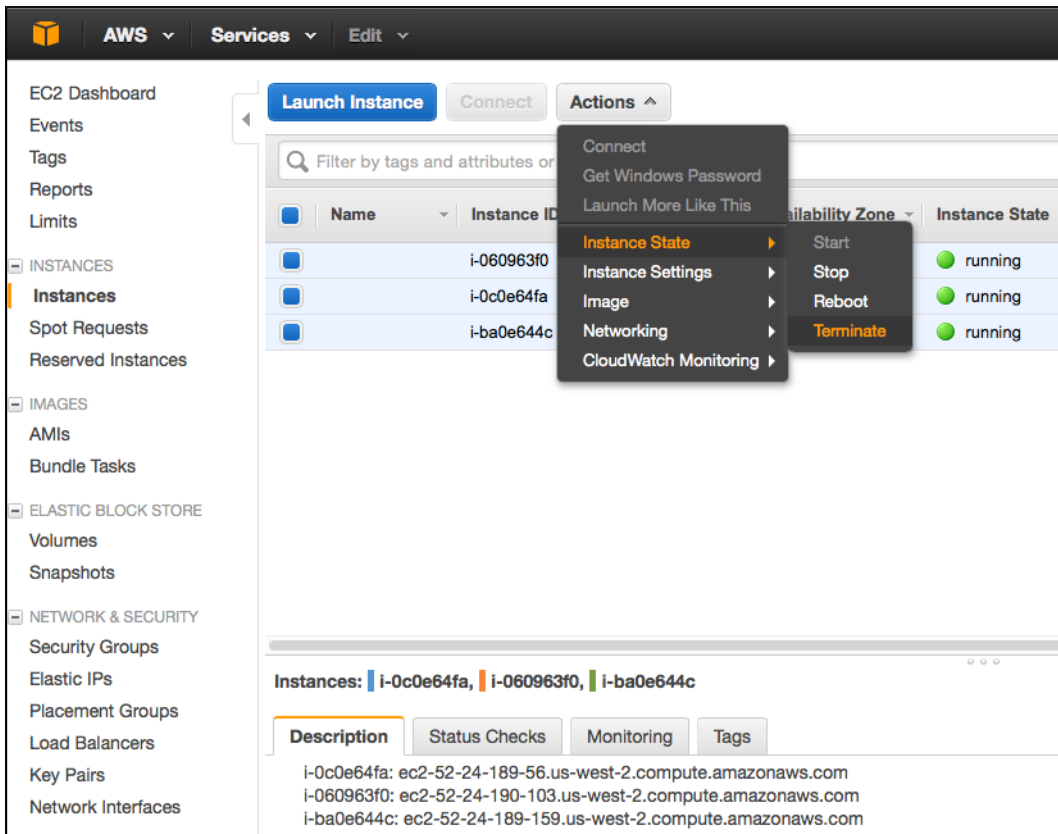 AWS Services Edit
EC2 Dashboard
Events
Tags
Reports
Limits
INSTANCES
Instances
Spot Requests
Reserved Instances
IMAGES
AMIs
Bundle Tasks
ELASTIC BLOCK STORE
Volumes
Snapshots
NETWORK & SECURITY
Security Groups
Elastic IPs
Placement Groups
Load Balancers
Key Pairs
Network Interfaces
Launch Instance Connect Actions
Filter by tags and attributes or
Name Instance ID ailability Zone Instance State
i-060963f0 running
i-0c0e64fa running
i-ba0e644c running
Connect
Get Windows Password
Launch More Like This
Instance State
Instance Settings
Image
Networking
CloudWatch Monitoring
Start
Stop
Reboot
Terminate
Instances: i-0c0e64fa, i-060963f0, i-ba0e644c
Description Status Checks Monitoring Tags
i-0c0e64fa: ec2-52-24-189-56.us-west-2.compute.amazonaws.com
i-060963f0: ec2-52-24-190-103.us-west-2.compute.amazonaws.com
i-ba0e644c: ec2-52-24-189-159.us-west-2.compute.amazonaws.com